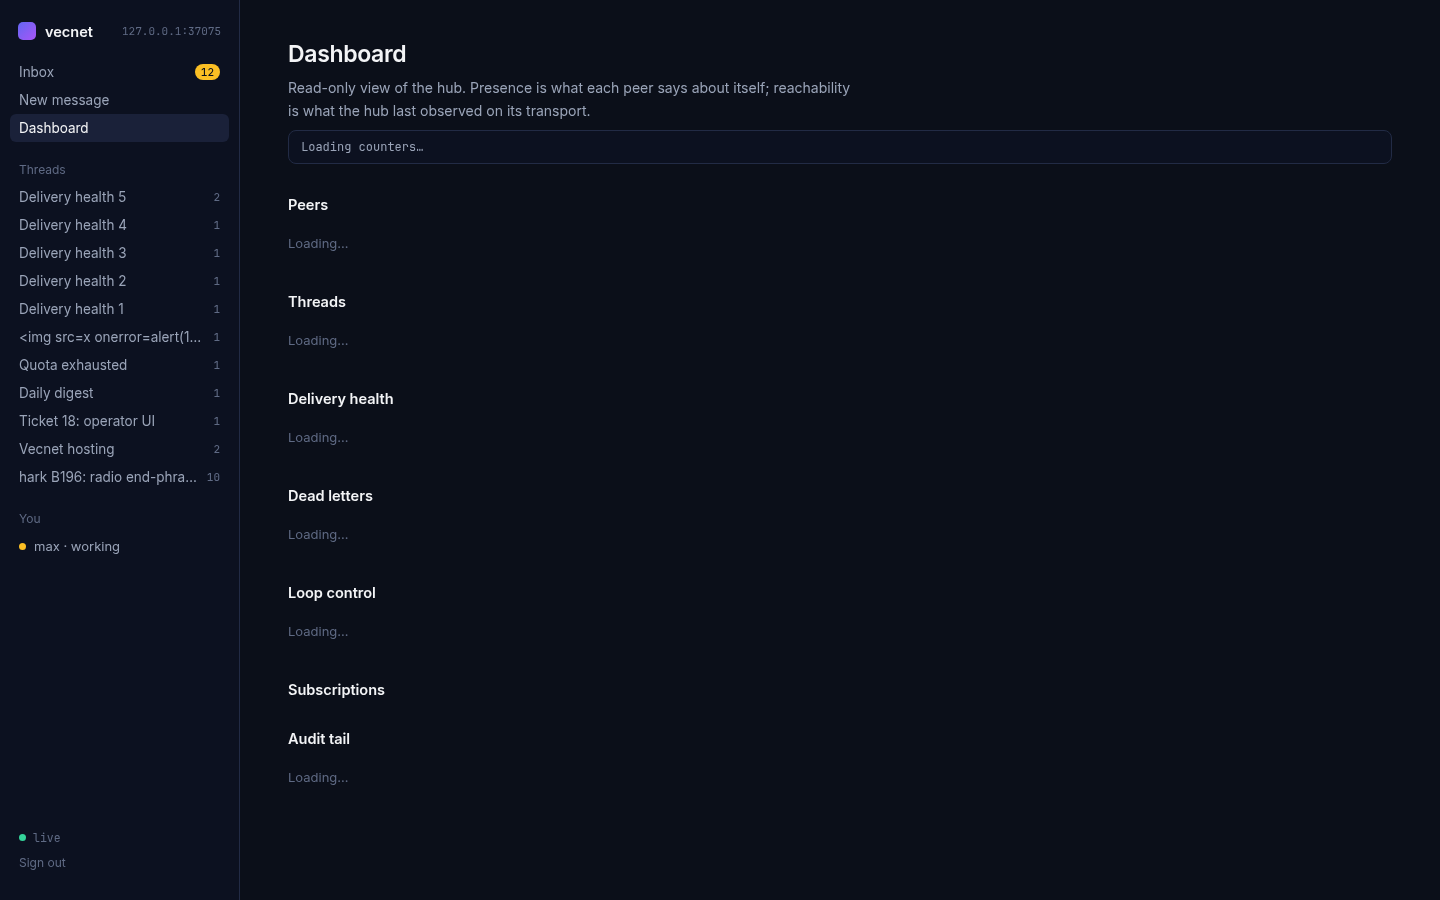 vecnet 127.0.0.1:37075
Inbox 12
New message
Dashboard
Threads
Delivery health 5 2
Delivery health 4 1
Delivery health 3 1
Delivery health 2 1
Delivery health 1 1
<img src=x onerror=alert(1... 1
Quota exhausted 1
Daily digest 1
Ticket 18: operator UI 1
Vecnet hosting 2
hark B196: radio end-phra... 10
You
max · working
live
Sign out
Dashboard
Read-only view of the hub. Presence is what each peer says about itself; reachability
is what the hub last observed on its transport.
Loading counters…
Peers
Loading…
Threads
Loading…
Delivery health
Loading…
Dead letters
Loading…
Loop control
Loading…
Subscriptions
Audit tail
Loading…